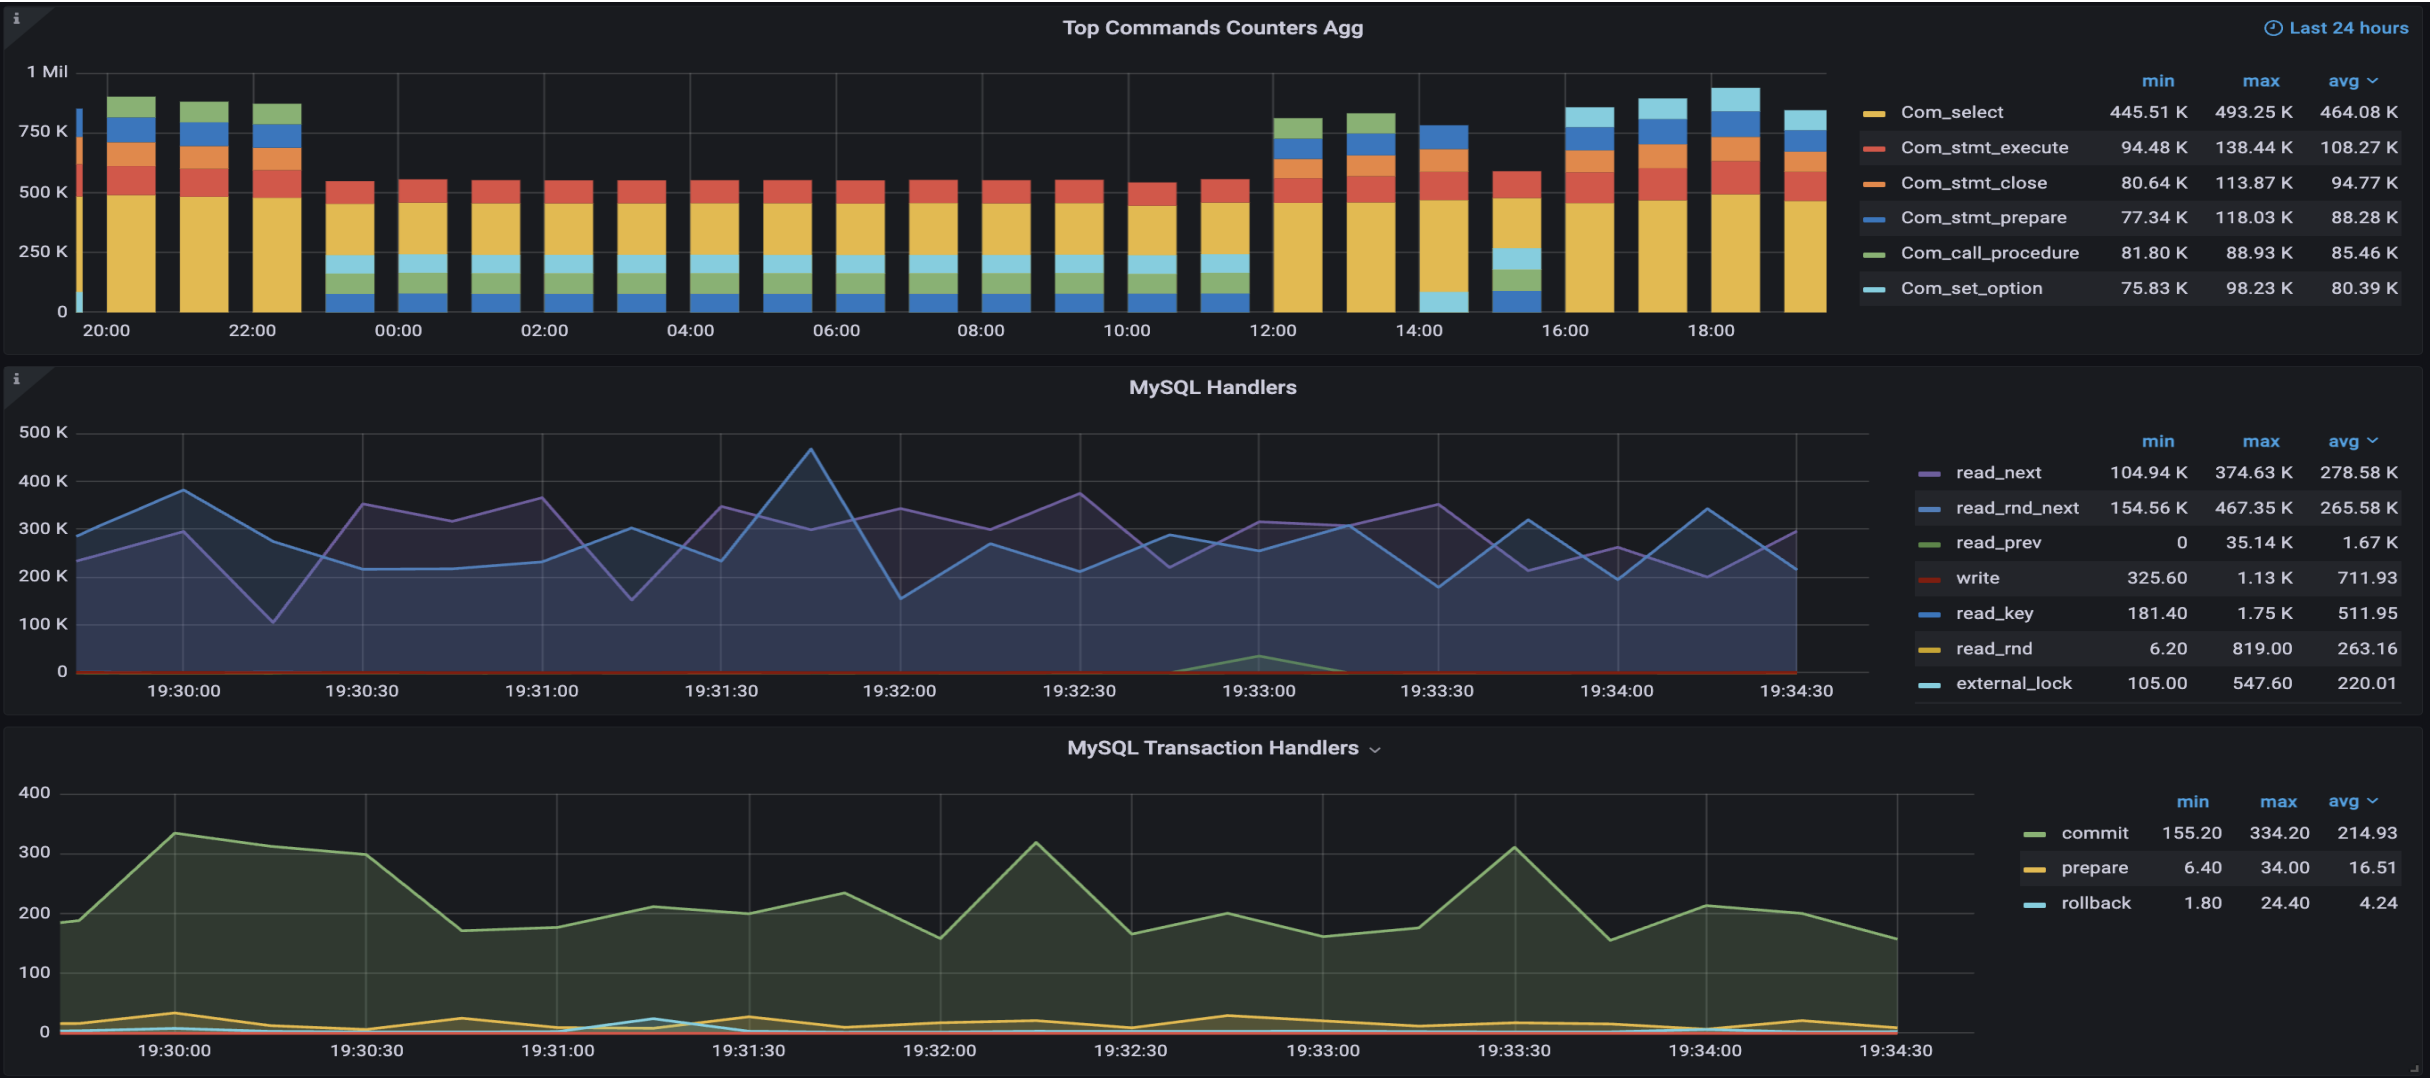 Top Commands Counters Agg
Last 24 hours
1 Mil
750 K
500 K
250 K
0
20:00 22:00 00:00 02:00 04:00 06:00 08:00 10:00 12:00 14:00 16:00 18:00
min max avg
Com_select 445.51 K 493.25 K 464.08 K
Com_stmt_execute 94.48 K 138.44 K 108.27 K
Com_stmt_close 80.64 K 113.87 K 94.77 K
Com_stmt_prepare 77.34 K 118.03 K 88.28 K
Com_call_procedure 81.80 K 88.93 K 85.46 K
Com_set_option 75.83 K 98.23 K 80.39 K
MySQL Handlers
500 K
400 K
300 K
200 K
100 K
0
19:30:00 19:30:30 19:31:00 19:31:30 19:32:00 19:32:30 19:33:00 19:33:30 19:34:00 19:34:30
min max avg
read_next 104.94 K 374.63 K 278.58 K
read_rnd_next 154.56 K 467.35 K 265.58 K
read_prev 0 35.14 K 1.67 K
write 325.60 1.13 K 711.93
read_key 181.40 1.75 K 511.95
read_rnd 6.20 819.00 263.16
external_lock 105.00 547.60 220.01
MySQL Transaction Handlers
400
300
200
100
0
19:30:00 19:30:30 19:31:00 19:31:30 19:32:00 19:32:30 19:33:00 19:33:30 19:34:00 19:34:30
min max avg
commit 155.20 334.20 214.93
prepare 6.40 34.00 16.51
rollback 1.80 24.40 4.24